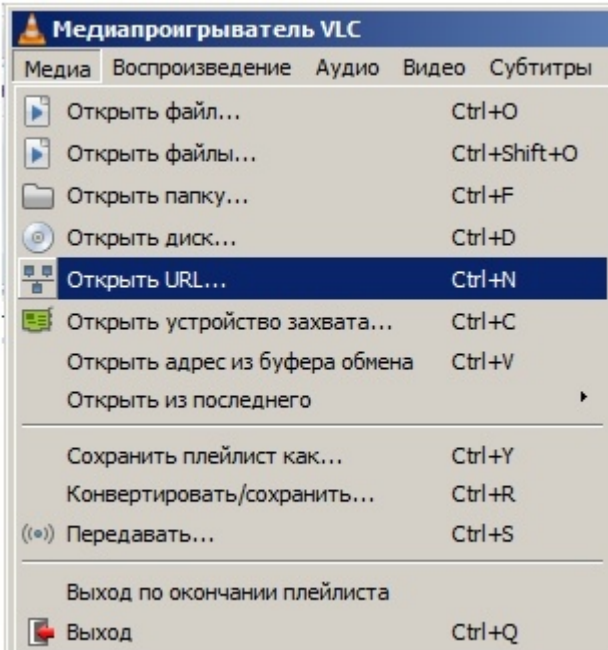 Медиапроигрыватель VLC
Медиа Воспроизведение Аудио Видео Субтитры
Открыть файл... Ctrl+O
Открыть файлы... Ctrl+Shift+O
Открыть папку... Ctrl+F
Открыть диск... Ctrl+D
Открыть URL... Ctrl+N
Открыть устройство захвата... Ctrl+C
Открыть адрес из буфера обмена Ctrl+V
Открыть из последнего
Сохранить плейлист как... Ctrl+Y
Конвертировать/сохранить... Ctrl+R
Передавать... Ctrl+S
Выход по окончании плейлиста
Выход Ctrl+Q